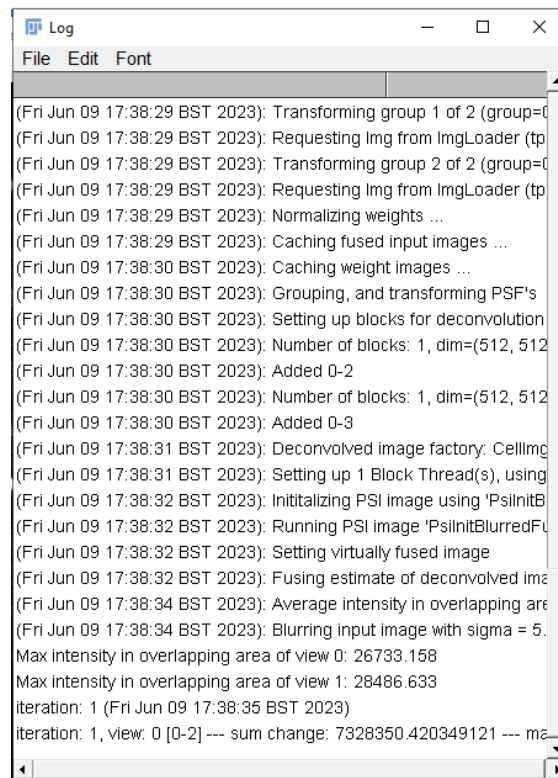 Log
File Edit Font
(Fri Jun 09 17:38:29 BST 2023): Transforming group 1 of 2 (group=0
(Fri Jun 09 17:38:29 BST 2023): Requesting Img from ImgLoader (tp
(Fri Jun 09 17:38:29 BST 2023): Transforming group 2 of 2 (group=0
(Fri Jun 09 17:38:29 BST 2023): Requesting Img from ImgLoader (tp
(Fri Jun 09 17:38:29 BST 2023): Normalizing weights ...
(Fri Jun 09 17:38:29 BST 2023): Caching fused input images ...
(Fri Jun 09 17:38:30 BST 2023): Caching weight images ...
(Fri Jun 09 17:38:30 BST 2023): Grouping, and transforming PSF's
(Fri Jun 09 17:38:30 BST 2023): Setting up blocks for deconvolution
(Fri Jun 09 17:38:30 BST 2023): Number of blocks: 1, dim=(512, 512
(Fri Jun 09 17:38:30 BST 2023): Added 0-2
(Fri Jun 09 17:38:30 BST 2023): Number of blocks: 1, dim=(512, 512
(Fri Jun 09 17:38:30 BST 2023): Added 0-3
(Fri Jun 09 17:38:31 BST 2023): Deconvolved image factory: CellImg
(Fri Jun 09 17:38:31 BST 2023): Setting up 1 Block Thread(s), using
(Fri Jun 09 17:38:32 BST 2023): Inititalzing PSI image using 'PsiInitB
(Fri Jun 09 17:38:32 BST 2023): Running PSI image 'PsiInitBlurredFu
(Fri Jun 09 17:38:32 BST 2023): Setting virtually fused image
(Fri Jun 09 17:38:32 BST 2023): Fusing estimate of deconvolved ima
(Fri Jun 09 17:38:34 BST 2023): Average intensity in overlapping are
(Fri Jun 09 17:38:34 BST 2023): Blurring input image with sigma = 5.
Max intensity in overlapping area of view 0: 26733.158
Max intensity in overlapping area of view 1: 28486.633
iteration: 1 (Fri Jun 09 17:38:35 BST 2023)
iteration: 1, view: 0 [0-2] --- sum change: 7328350.420349121 --- ma